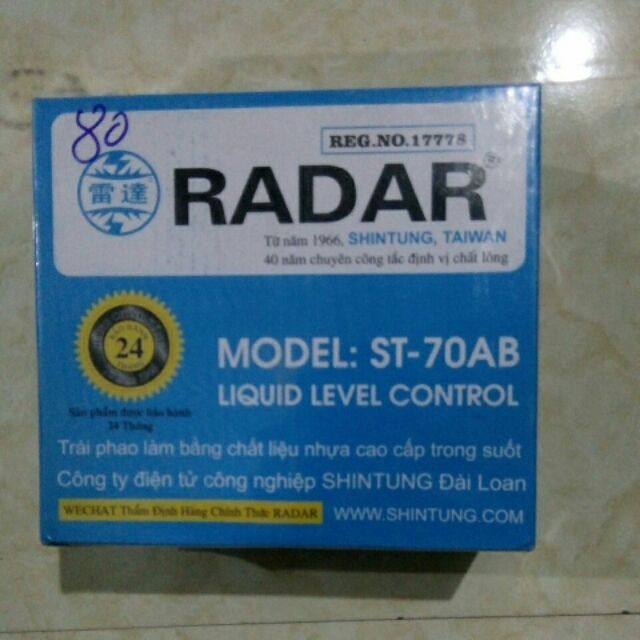 80
REG.NO.17778
雷達
RADAR®
Từ năm 1966, SHINTUNG, TAIWAN
40 năm chuyên công tắc định vị chất lỏng
BẢO HÀNH
24
THÁNG
Sản phẩm được bảo hành
24 Tháng
MODEL: ST-70AB
LIQUID LEVEL CONTROL
Trái phao làm bằng chất liệu nhựa cao cấp trong suốt
Công ty điện tử công nghiệp SHINTUNG Đài Loan
WECHAT Thẩm Định Hàng Chính Thức RADAR
WWW.SHINTUNG.COM